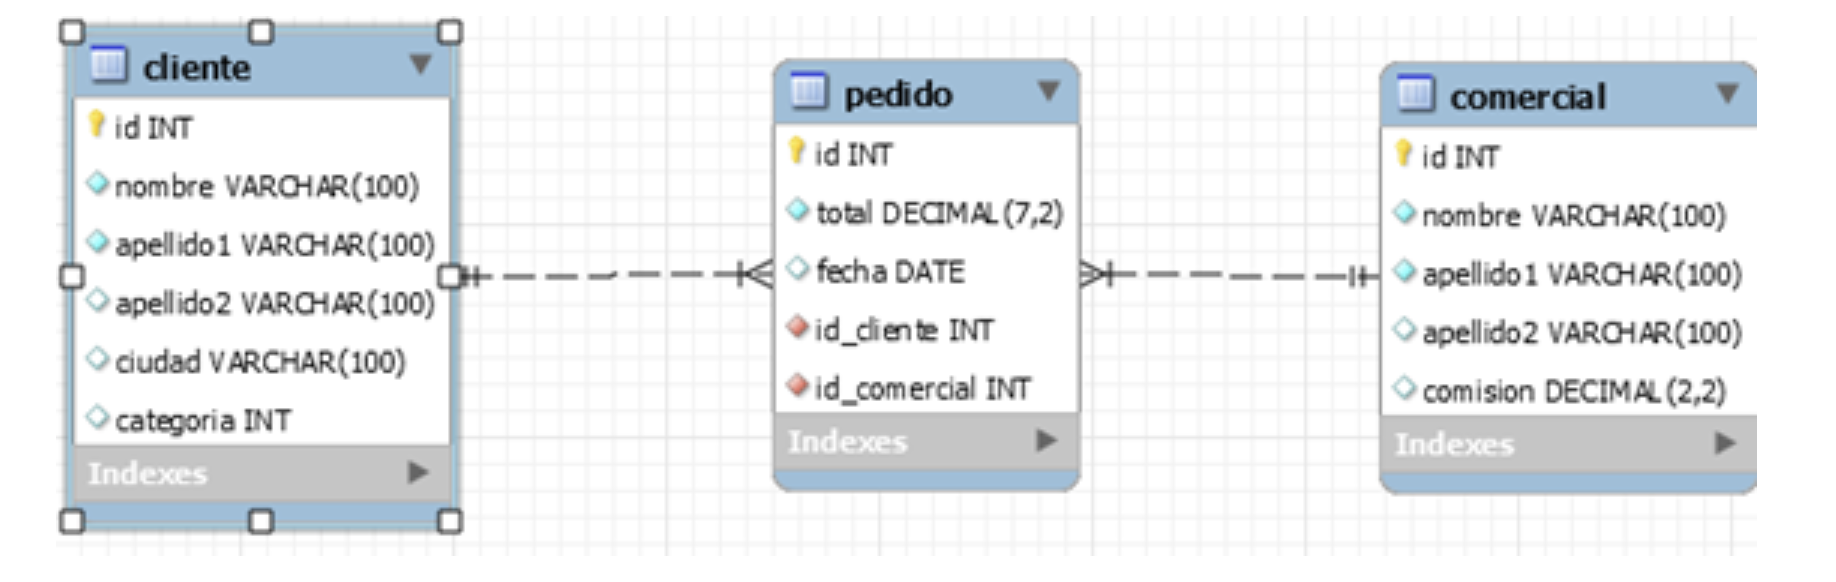 cliente
id INT
nombre VARCHAR(100)
apellido1 VARCHAR(100)
apellido2 VARCHAR(100)
ciudad VARCHAR(100)
categoria INT
Indexes
pedido
id INT
total DECIMAL(7,2)
fecha DATE
id_cliente INT
id_comercial INT
Indexes
comercial
id INT
nombre VARCHAR(100)
apellido1 VARCHAR(100)
apellido2 VARCHAR(100)
comision DECIMAL(2,2)
Indexes